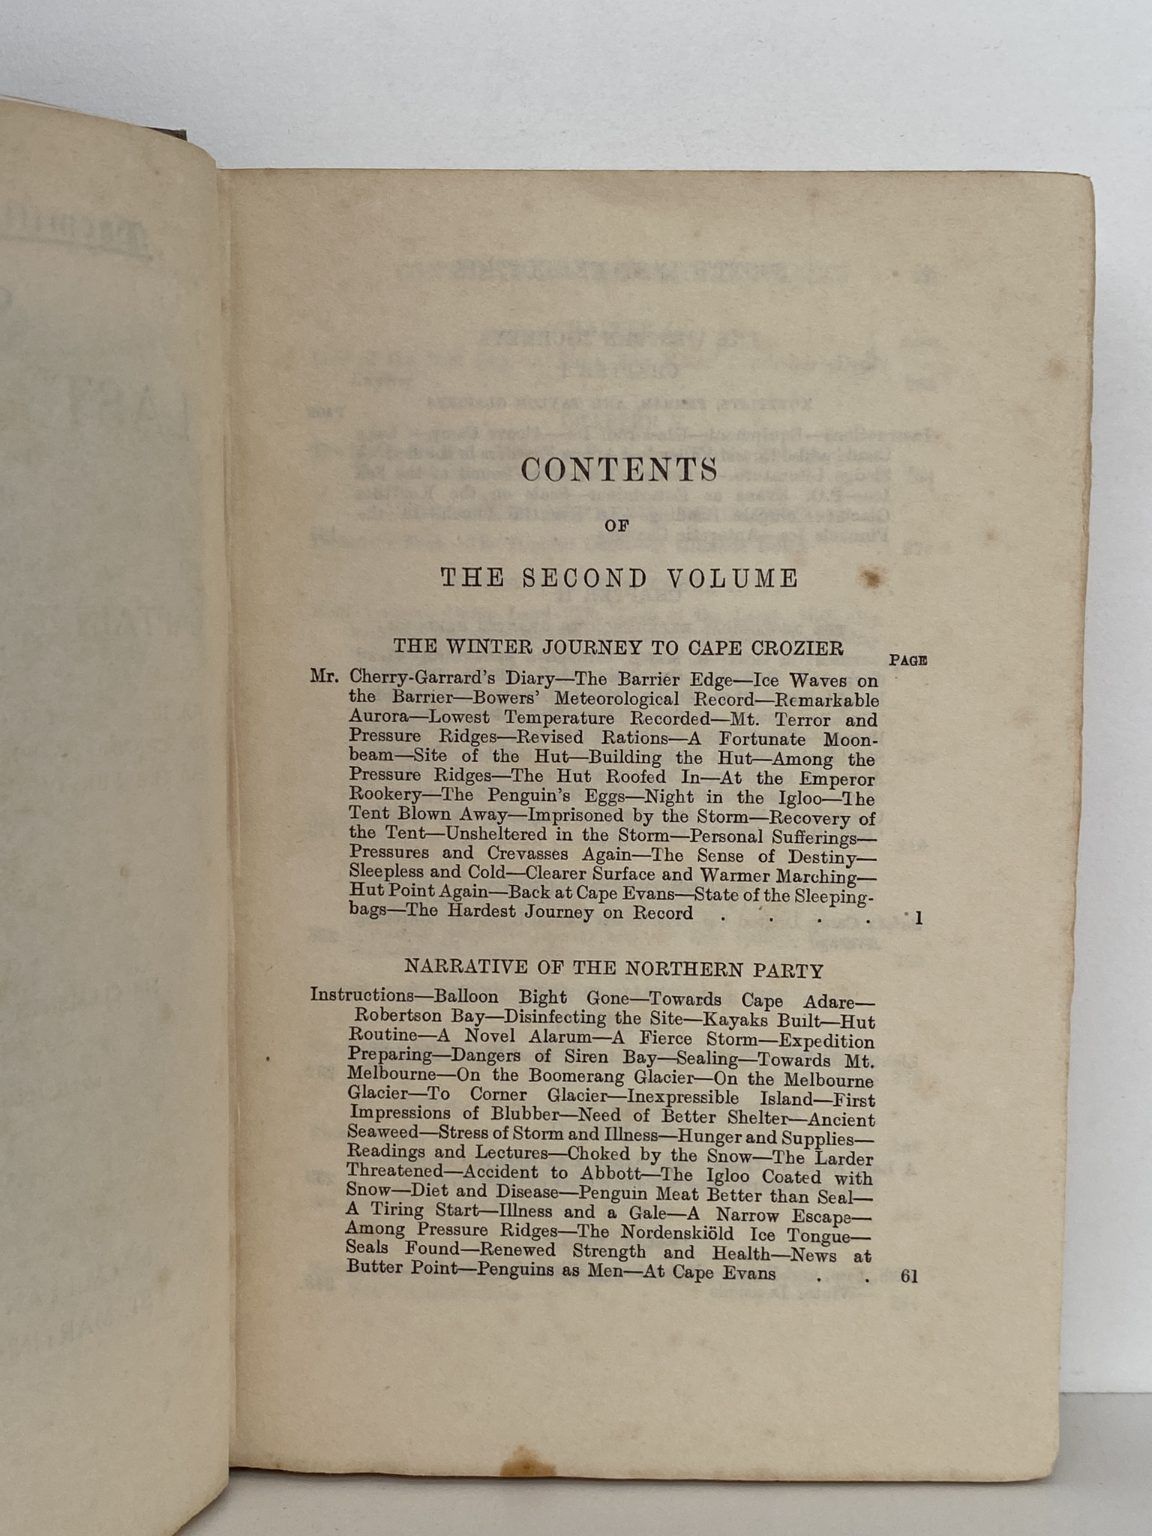 CONTENTS
OF
THE SECOND VOLUME
THE WINTER JOURNEY TO CAPE CROZIER
PAGE
Mr. Cherry-Garrard's Diary—The Barrier Edge—Ice Waves on
the Barrier—Bowers' Meteorological Record—Remarkable
Aurora—Lowest Temperature Recorded—Mt. Terror and
Pressure Ridges—Revised Rations—A Fortunate Moon-
beam—Site of the Hut—Building the Hut—Among the
Pressure Ridges—The Hut Roofed In—At the Emperor
Rookery—The Penguin's Eggs—Night in the Igloo—The
Tent Blown Away—Imprisoned by the Storm—Recovery of
the Tent—Unsheltered in the Storm—Personal Sufferings—
Pressures and Crevasses Again—The Sense of Destiny—
Sleepless and Cold—Clearer Surface and Warmer Marching—
Hut Point Again—Back at Cape Evans—State of the Sleeping-
bags—The Hardest Journey on Record . . . . 1
NARRATIVE OF THE NORTHERN PARTY
Instructions—Balloon Bight Gone—Towards Cape Adare—
Robertson Bay—Disinfecting the Site—Kayaks Built—Hut
Routine—A Novel Alarum—A Fierce Storm—Expedition
Preparing—Dangers of Siren Bay—Sealing—Towards Mt.
Melbourne—On the Boomerang Glacier—On the Melbourne
Glacier—To Corner Glacier—Inexpressible Island—First
Impressions of Blubber—Need of Better Shelter—Ancient
Seaweed—Stress of Storm and Illness—Hunger and Supplies—
Readings and Lectures—Choked by the Snow—The Larder
Threatened—Accident to Abbott—The Igloo Coated with
Snow—Diet and Disease—Penguin Meat Better than Seal—
A Tiring Start—Illness and a Gale—A Narrow Escape—
Among Pressure Ridges—The Nordenskiöld Ice Tongue—
Seals Found—Renewed Strength and Health—News at
Butter Point—Penguins as Men—At Cape Evans . . 61